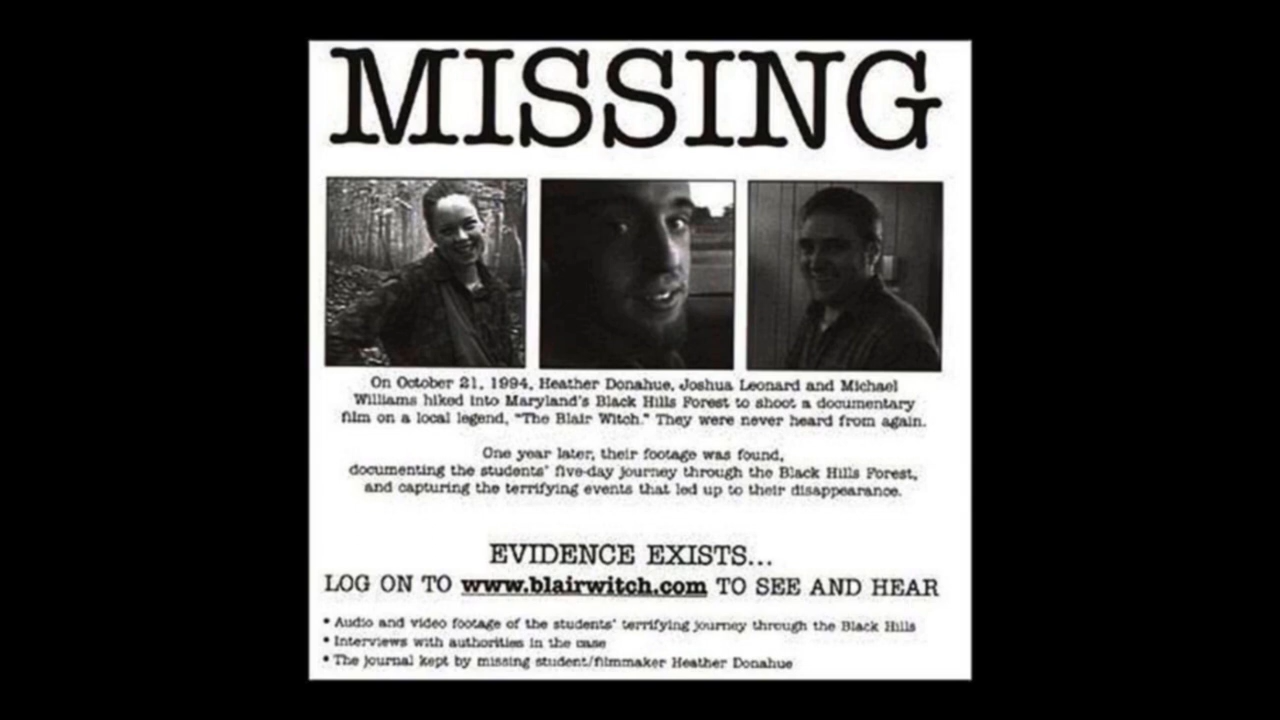 MISSING
On October 21, 1994, Heather Donahue, Joshua Leonard and Michael
Williams hiked into Maryland's Black Hills Forest to shoot a documentary
film on a local legend, "The Blair Witch." They were never heard from again.
One year later, their footage was found,
documenting the students' five-day journey through the Black Hills Forest,
and capturing the terrifying events that led up to their disappearance.
EVIDENCE EXISTS...
LOG ON TO www.blairwitch.com TO SEE AND HEAR
• Audio and video footage of the students' terrifying journey through the Black Hills
• Interviews with authorities in the case
• The journal kept by missing student/filmmaker Heather Donahue